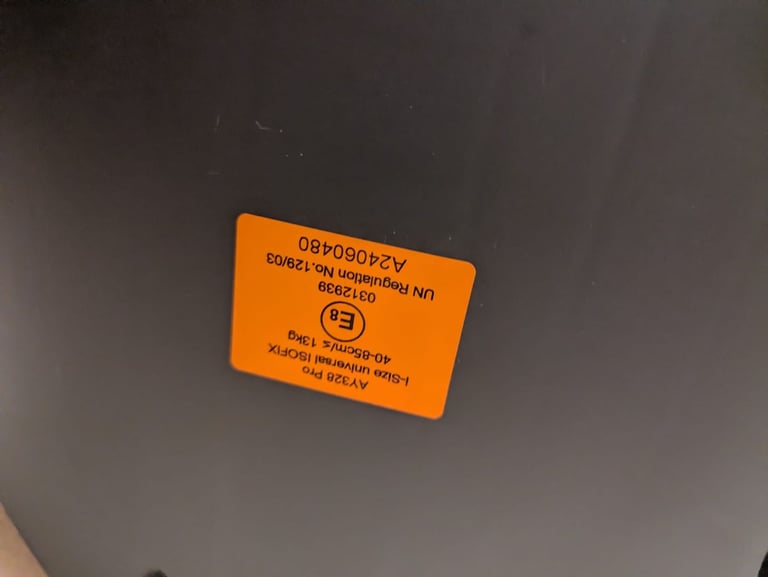 AY328 Pro
i-Size universal ISOFIX
40-85cm/≤ 13kg
E8
0312939
UN Regulation No.129/03
A24060480